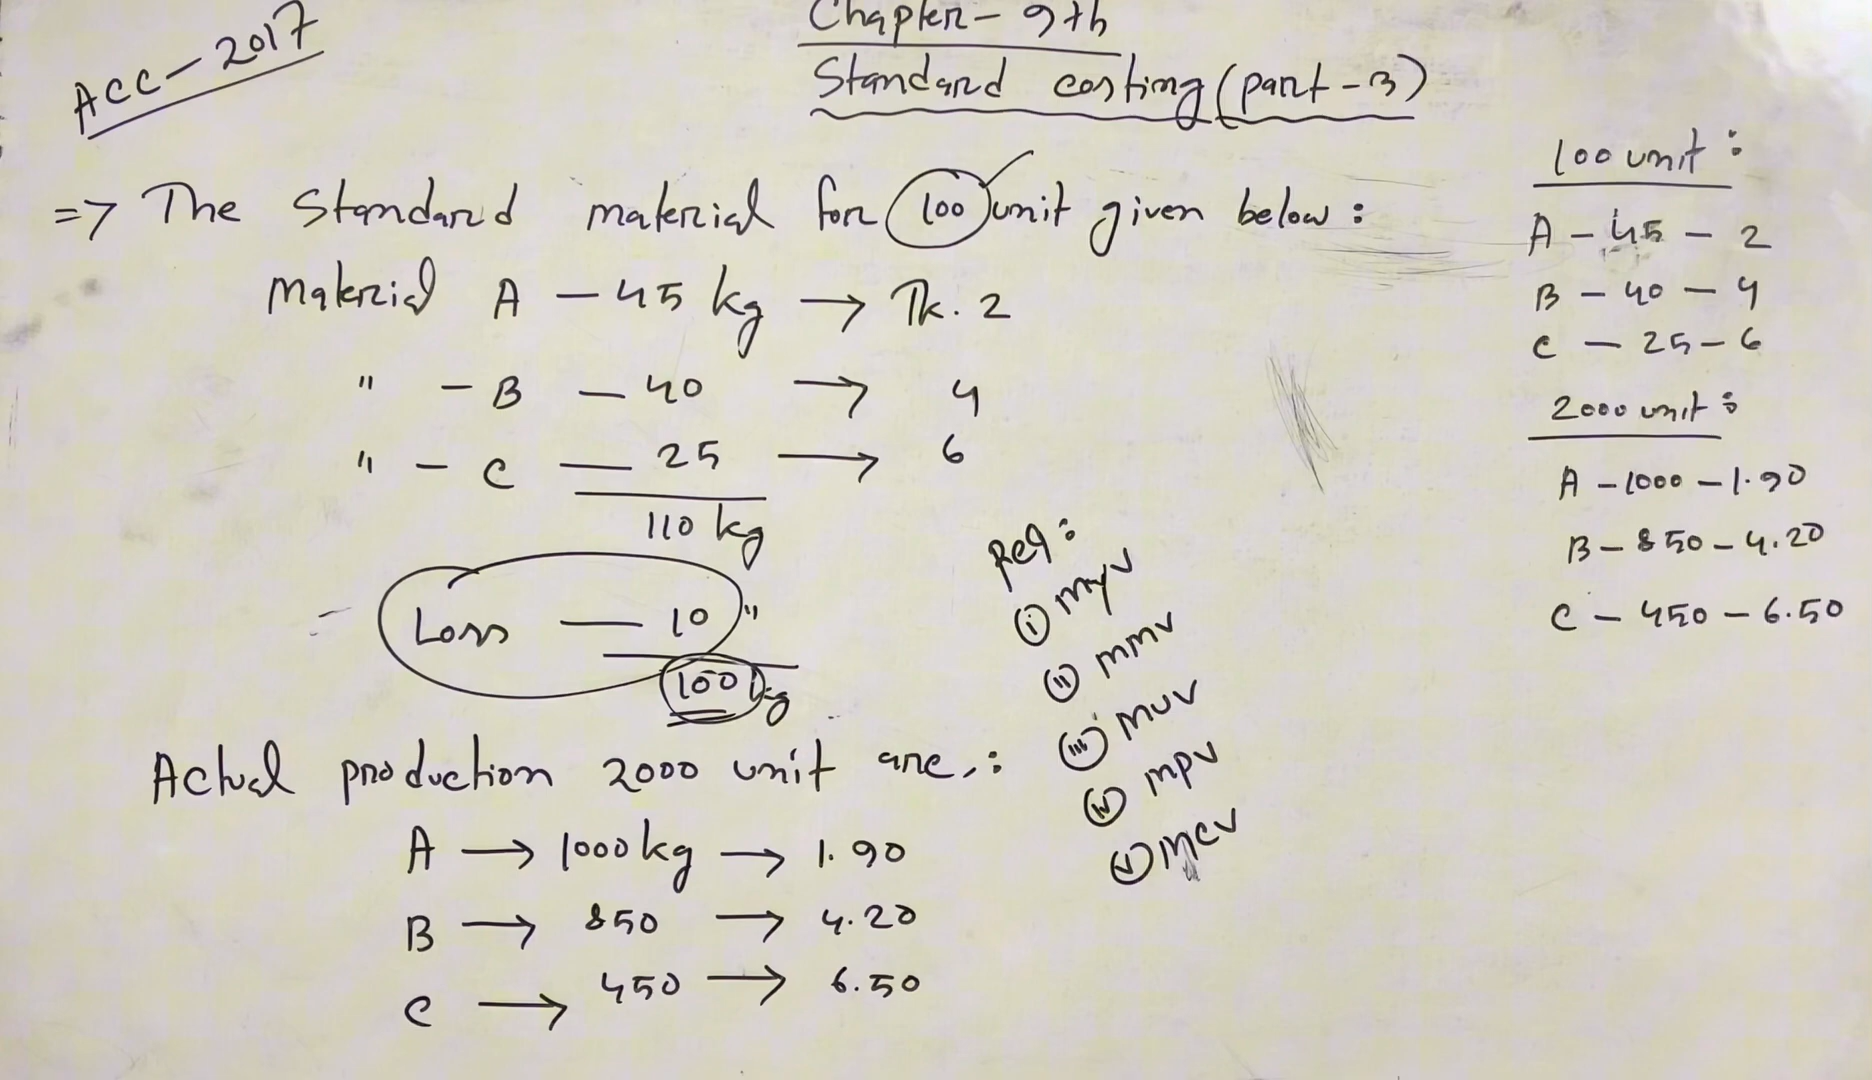 ACC-2017
Chapter - 9th
Standard costing (part-3)
=> The Standard material for 100 unit given below :
Material A - 45 kg → Tk. 2
" - B - 40 → 4
" - C — 25 → 6
110 kg
Loss — 10 "
100 kg
Actual production 2000 unit are, :
A → 1000 kg → 1.90
B → 850 → 4.20
C → 450 → 6.50
Req :
(i) myv
(ii) mmv
(iii) muv
(iv) mpv
(v) mcv
100 unit :
A - 45 - 2
B - 40 - 4
C - 25 - 6
2000 unit :
A - 1000 - 1.90
B - 850 - 4.20
C - 450 - 6.50